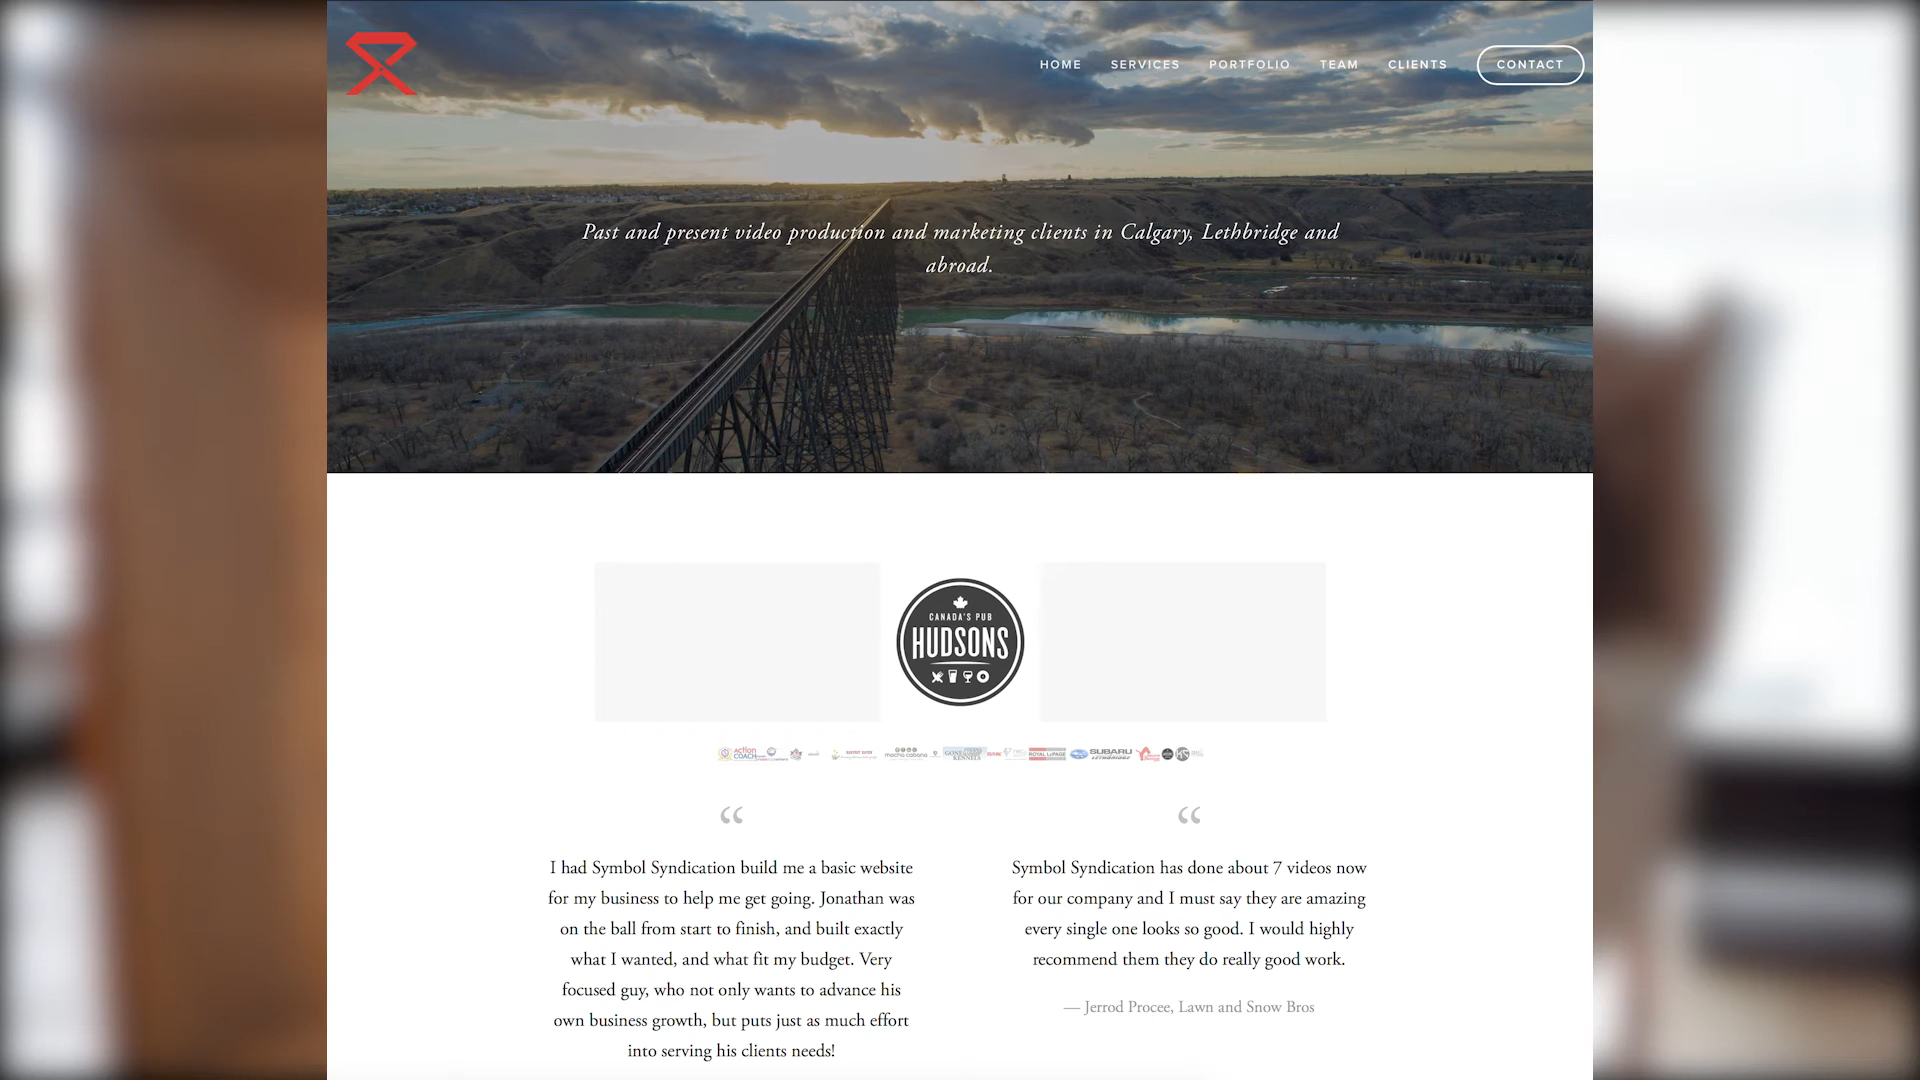 HOME SERVICES PORTFOLIO TEAM CLIENTS CONTACT
Past and present video production and marketing clients in Calgary, Lethbridge and
abroad.
CANADA'S PUB
HUDSONS
action
COACH
mocha cabana
ROYAL LEPAGE
SUBARU
“ “
I had Symbol Syndication build me a basic website
for my business to help me get going. Jonathan was
on the ball from start to finish, and built exactly
what I wanted, and what fit my budget. Very
focused guy, who not only wants to advance his
own business growth, but puts just as much effort
into serving his clients needs!
Symbol Syndication has done about 7 videos now
for our company and I must say they are amazing
every single one looks so good. I would highly
recommend them they do really good work.
— Jerrod Procee, Lawn and Snow Bros